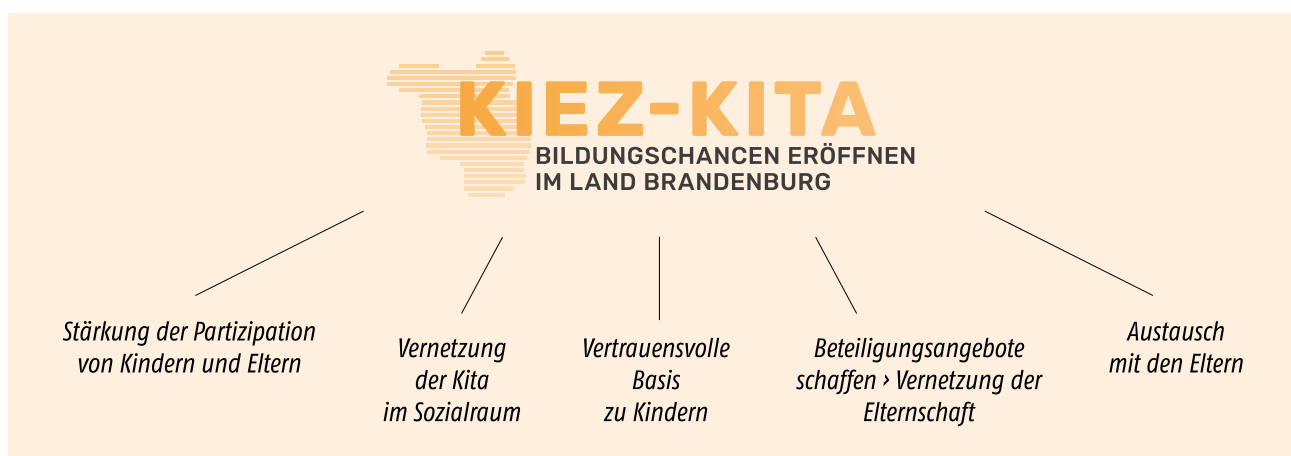 KIEZ-KITA
BILDUNGSCHANCEN ERÖFFNEN
IM LAND BRANDENBURG
Stärkung der Partizipation
von Kindern und Eltern
Vernetzung
der Kita
im Sozialraum
Vertrauensvolle
Basis
zu Kindern
Beteiligungsangebote
schaffen › Vernetzung der
Elternschaft
Austausch
mit den Eltern